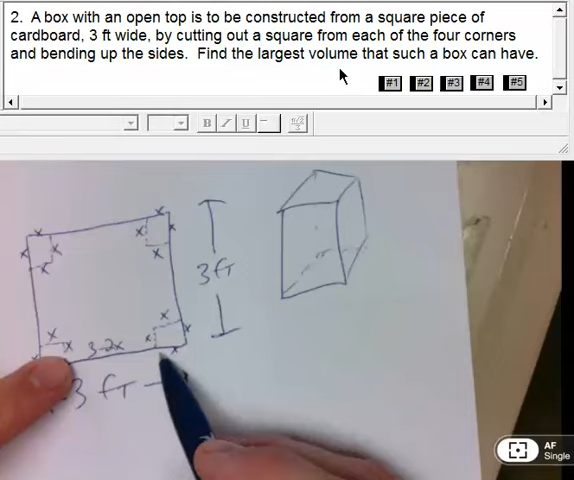 2. A box with an open top is to be constructed from a square piece of
cardboard, 3 ft wide, by cutting out a square from each of the four corners
and bending up the sides. Find the largest volume that such a box can have.
#1 #2 #3 #4 #5
B I U
x x
x x x x
x x
3 ft
x x
x x x x
3-2x
x
3 ft
AF
Single